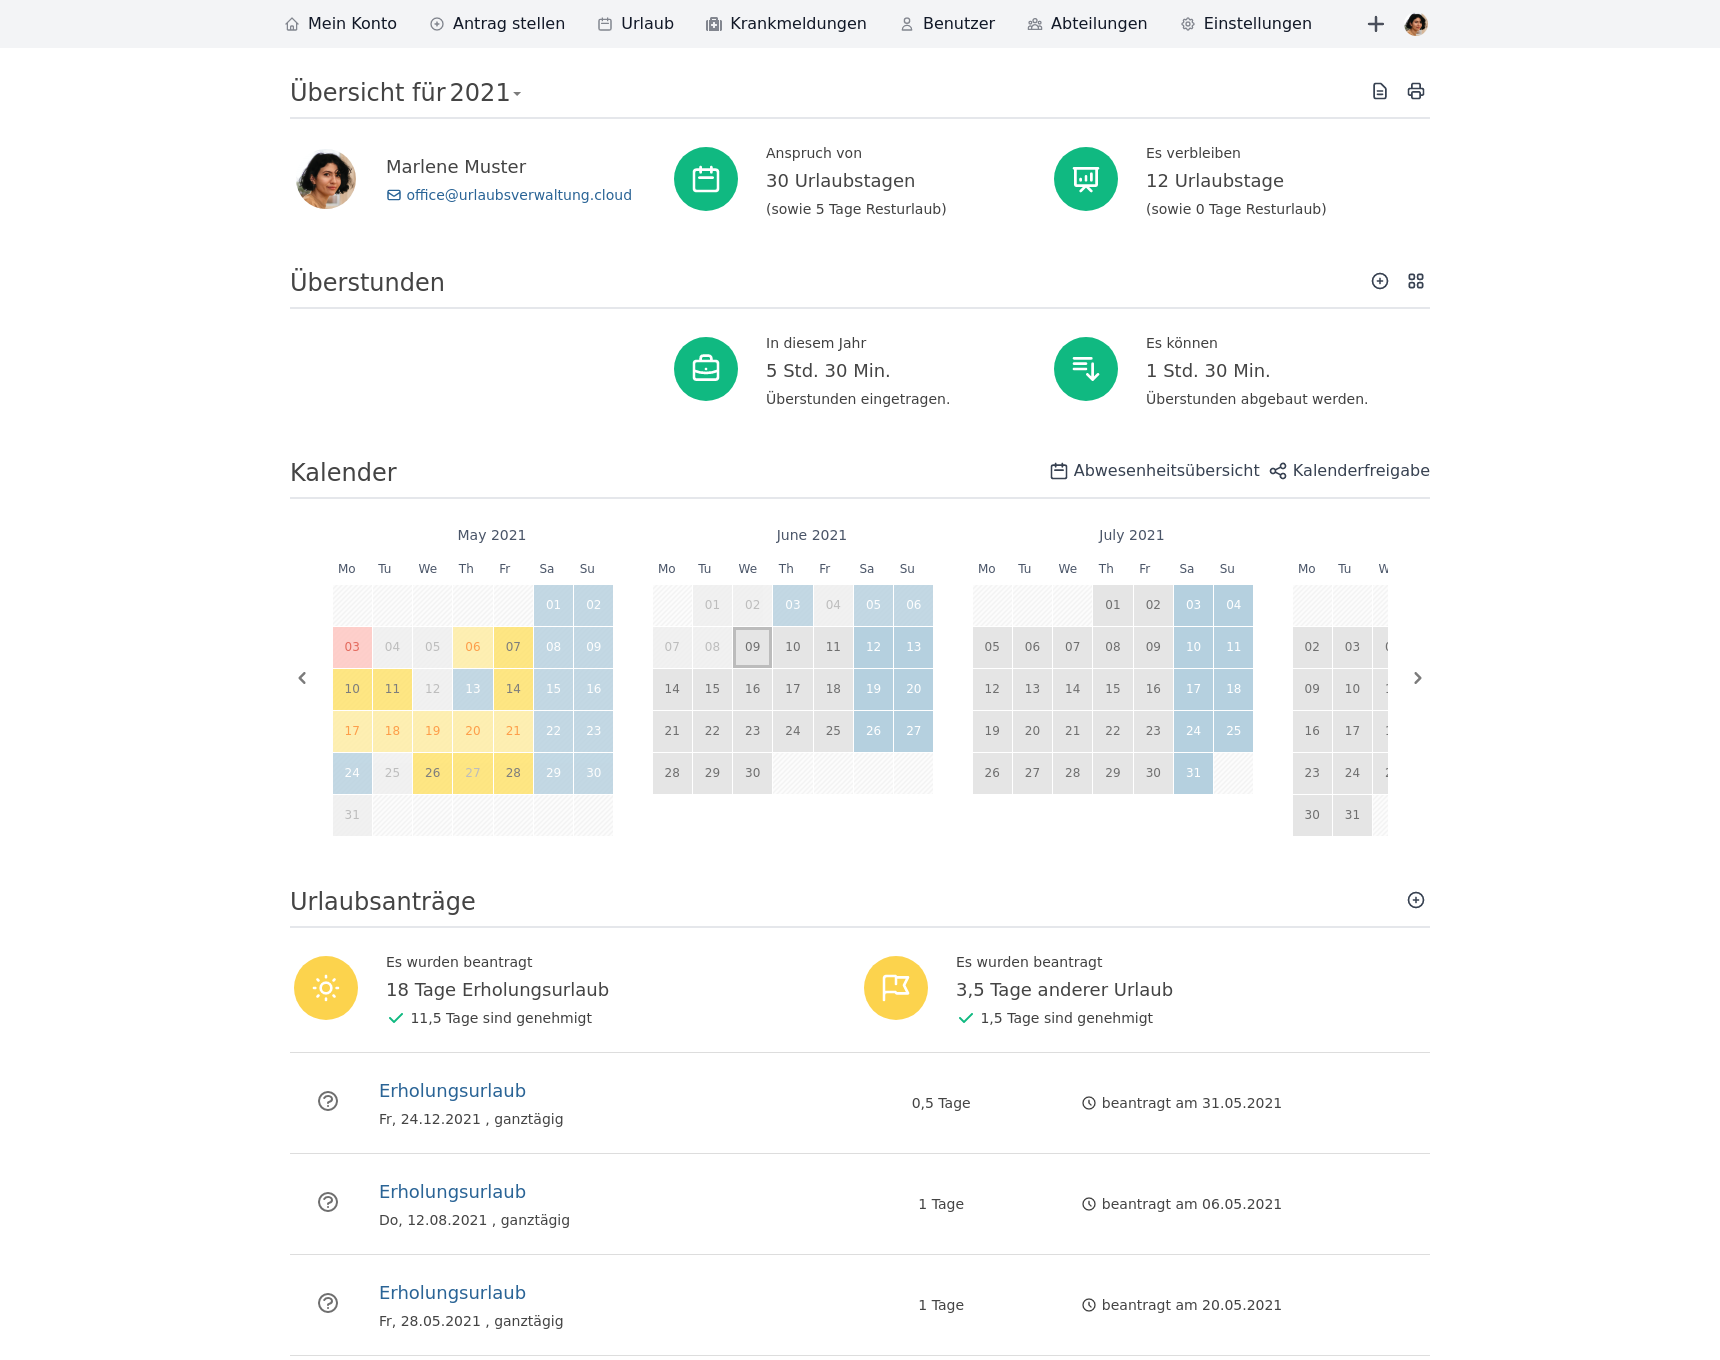 Mein Konto Antrag stellen Urlaub Krankmeldungen Benutzer Abteilungen Einstellungen
Übersicht für 2021
Marlene Muster
office@urlaubsverwaltung.cloud
Anspruch von
30 Urlaubstagen
(sowie 5 Tage Resturlaub)
Es verbleiben
12 Urlaubstage
(sowie 0 Tage Resturlaub)
Überstunden
In diesem Jahr
5 Std. 30 Min.
Überstunden eingetragen.
Es können
1 Std. 30 Min.
Überstunden abgebaut werden.
Kalender Abwesenheitsübersicht Kalenderfreigabe
May 2021
Mo Tu We Th Fr Sa Su
01 02
03 04 05 06 07 08 09
10 11 12 13 14 15 16
17 18 19 20 21 22 23
24 25 26 27 28 29 30
31
June 2021
Mo Tu We Th Fr Sa Su
01 02 03 04 05 06
07 08 09 10 11 12 13
14 15 16 17 18 19 20
21 22 23 24 25 26 27
28 29 30
July 2021
Mo Tu We Th Fr Sa Su
01 02 03 04
05 06 07 08 09 10 11
12 13 14 15 16 17 18
19 20 21 22 23 24 25
26 27 28 29 30 31
Mo Tu
02 03
09 10
16 17
23 24
30 31
Urlaubsanträge
Es wurden beantragt
18 Tage Erholungsurlaub
11,5 Tage sind genehmigt
Es wurden beantragt
3,5 Tage anderer Urlaub
1,5 Tage sind genehmigt
Erholungsurlaub
Fr, 24.12.2021 , ganztägig
0,5 Tage
beantragt am 31.05.2021
Erholungsurlaub
Do, 12.08.2021 , ganztägig
1 Tage
beantragt am 06.05.2021
Erholungsurlaub
Fr, 28.05.2021 , ganztägig
1 Tage
beantragt am 20.05.2021